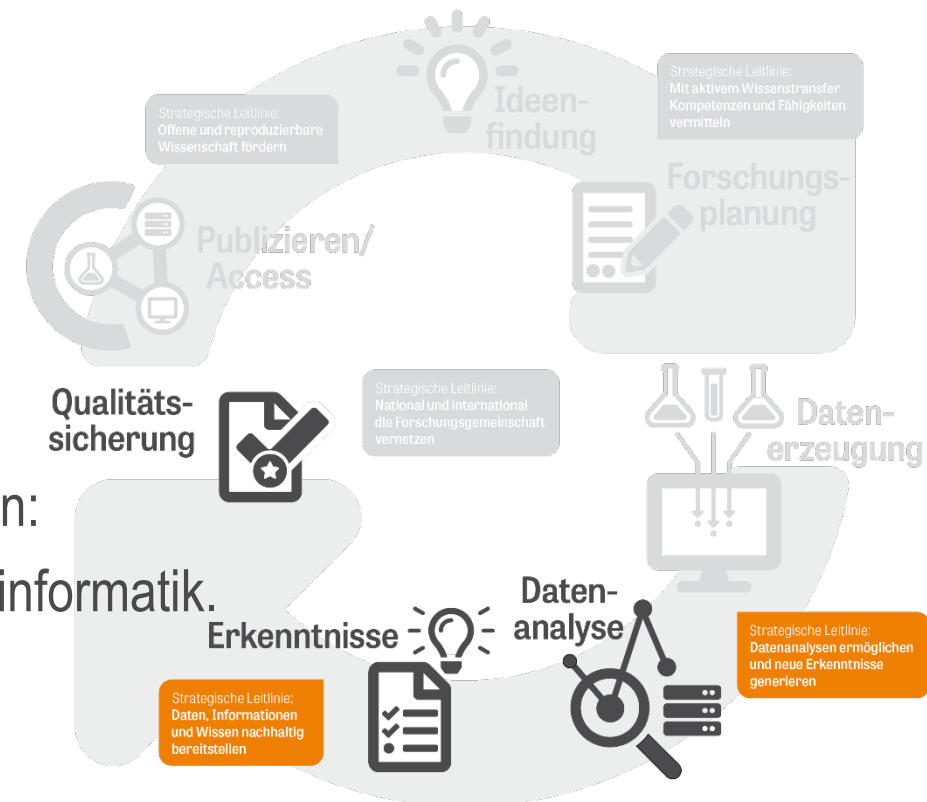 Strategische Leitlinie:
Offene und reproduzierbare
Wissenschaft fördern
Ideen-
findung
Strategische Leitlinie:
Mit aktivem Wissenstransfer
Kompetenzen und Fähigkeiten
vermitteln
Forschungs-
planung
Publizieren/
Access
Qualitäts-
sicherung
Strategische Leitlinie:
National und international
die Forschungsgemeinschaft
vernetzen
Daten-
erzeugung
n:
informatik.
Erkenntnisse
Daten-
analyse
Strategische Leitlinie:
Datenanalysen ermöglichen
und neue Erkenntnisse
generieren
Strategische Leitlinie:
Daten, Informationen
und Wissen nachhaltig
bereitstellen